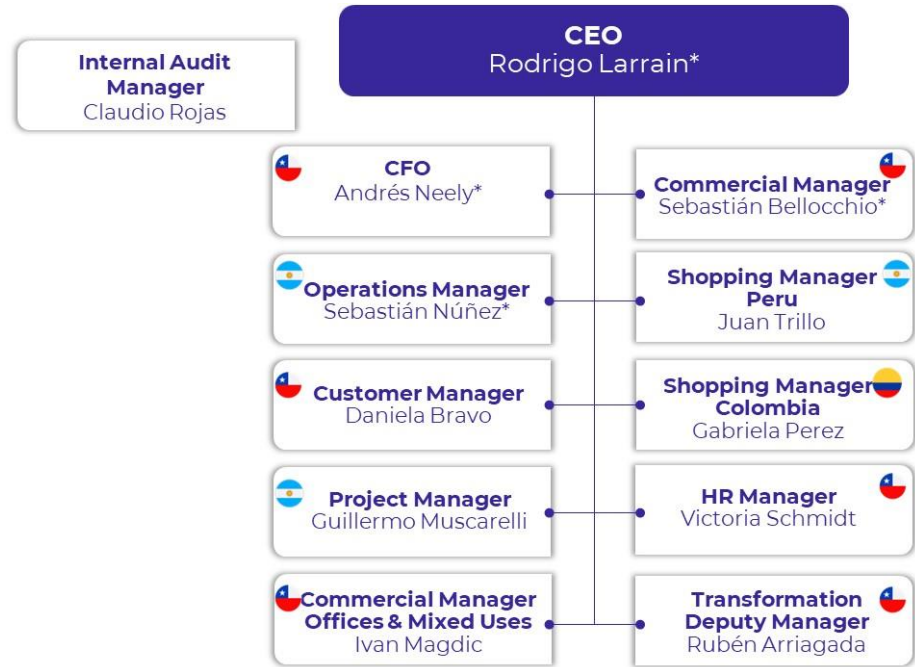 CEO
Rodrigo Larrain*
Internal Audit
Manager
Claudio Rojas
CFO
Andrés Neely*
Commercial Manager
Sebastián Bellocchio*
Operations Manager
Sebastián Núñez*
Shopping Manager
Peru
Juan Trillo
Customer Manager
Daniela Bravo
Shopping Manager
Colombia
Gabriela Perez
Project Manager
Guillermo Muscarelli
HR Manager
Victoria Schmidt
Commercial Manager
Offices & Mixed Uses
Ivan Magdic
Transformation
Deputy Manager
Rubén Arriagada